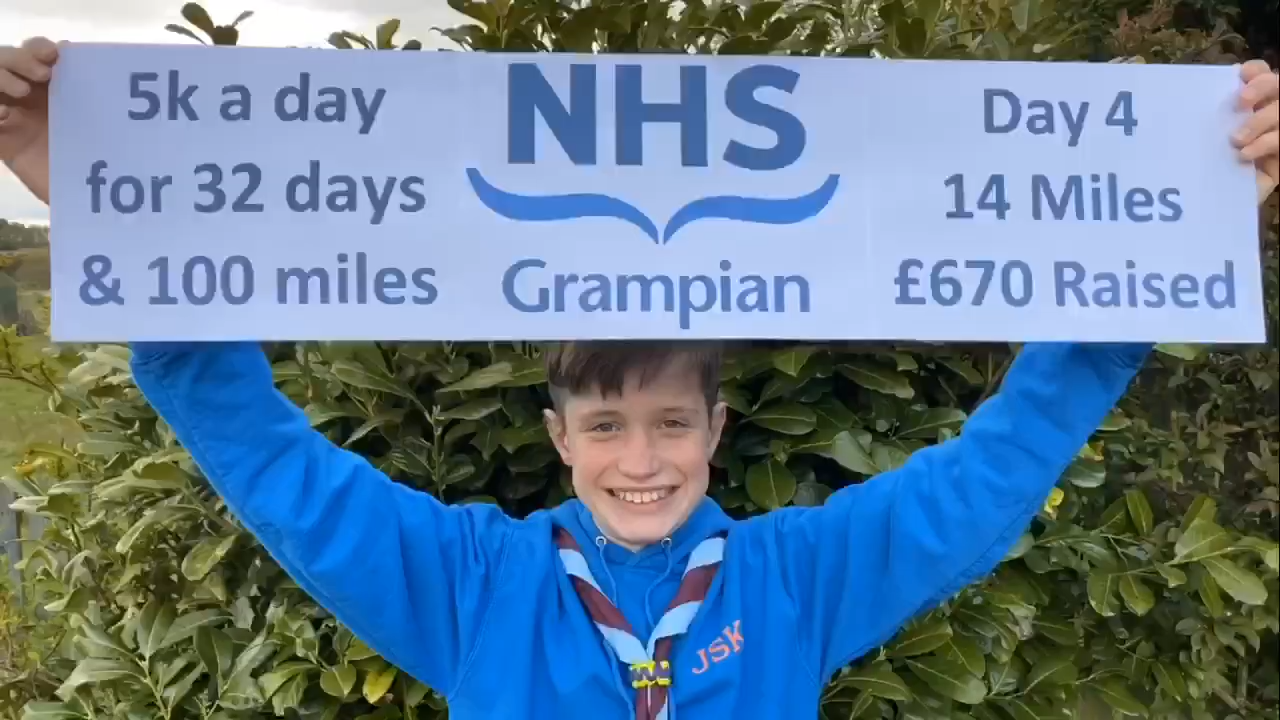 5k a day
for 32 days
& 100 miles
NHS
Grampian
Day 4
14 Miles
£670 Raised
JSK